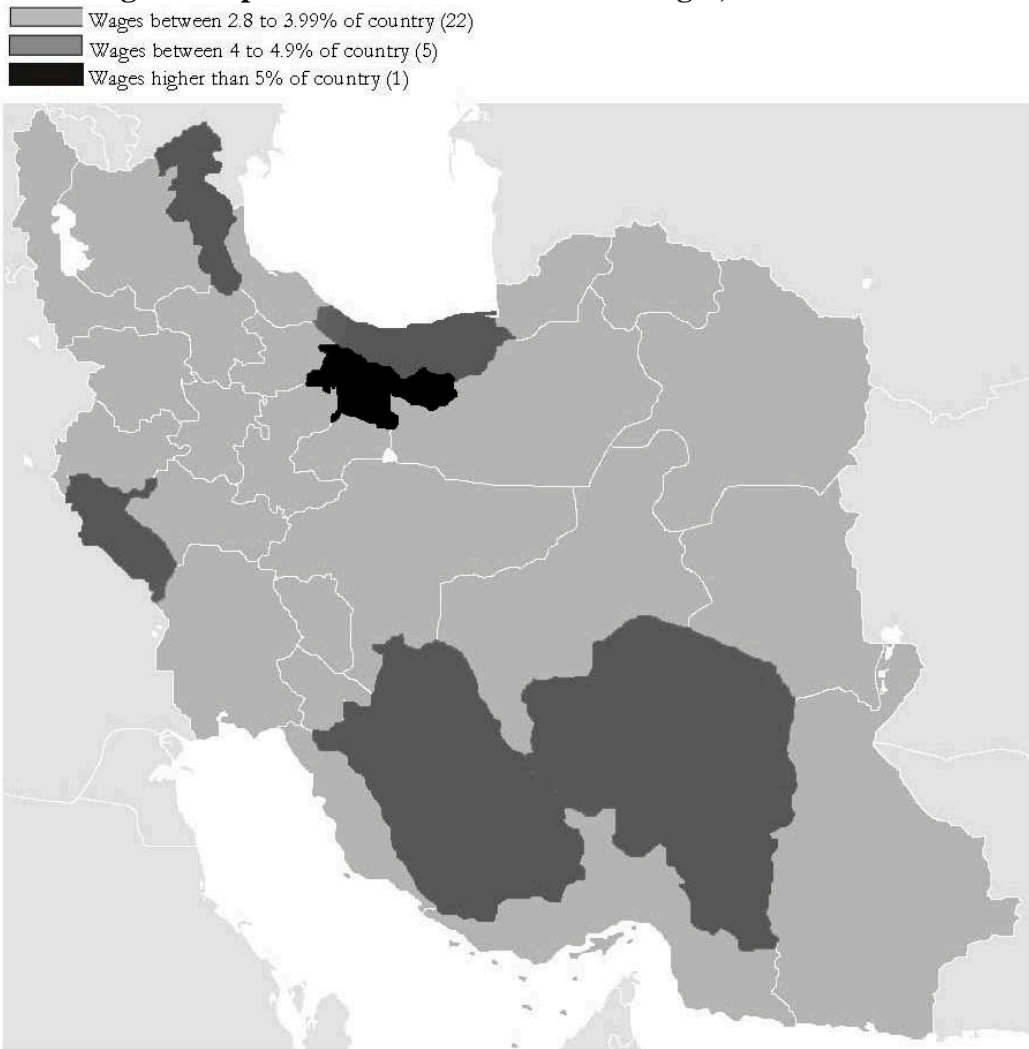 Wages between 2.8 to 3.99% of country (22)
Wages between 4 to 4.9% of country (5)
Wages higher than 5% of country (1)